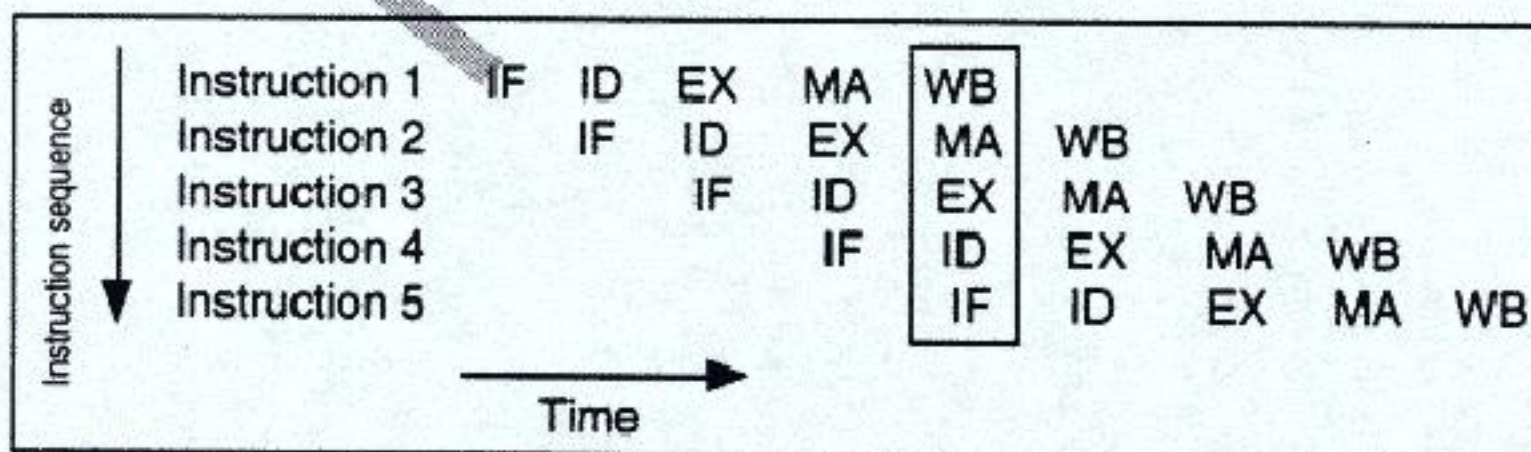 Instruction sequence
Instruction 1 IF ID EX MA WB
Instruction 2 IF ID EX MA WB
Instruction 3 IF ID EX MA WB
Instruction 4 IF ID EX MA WB
Instruction 5 IF ID EX MA WB
Time